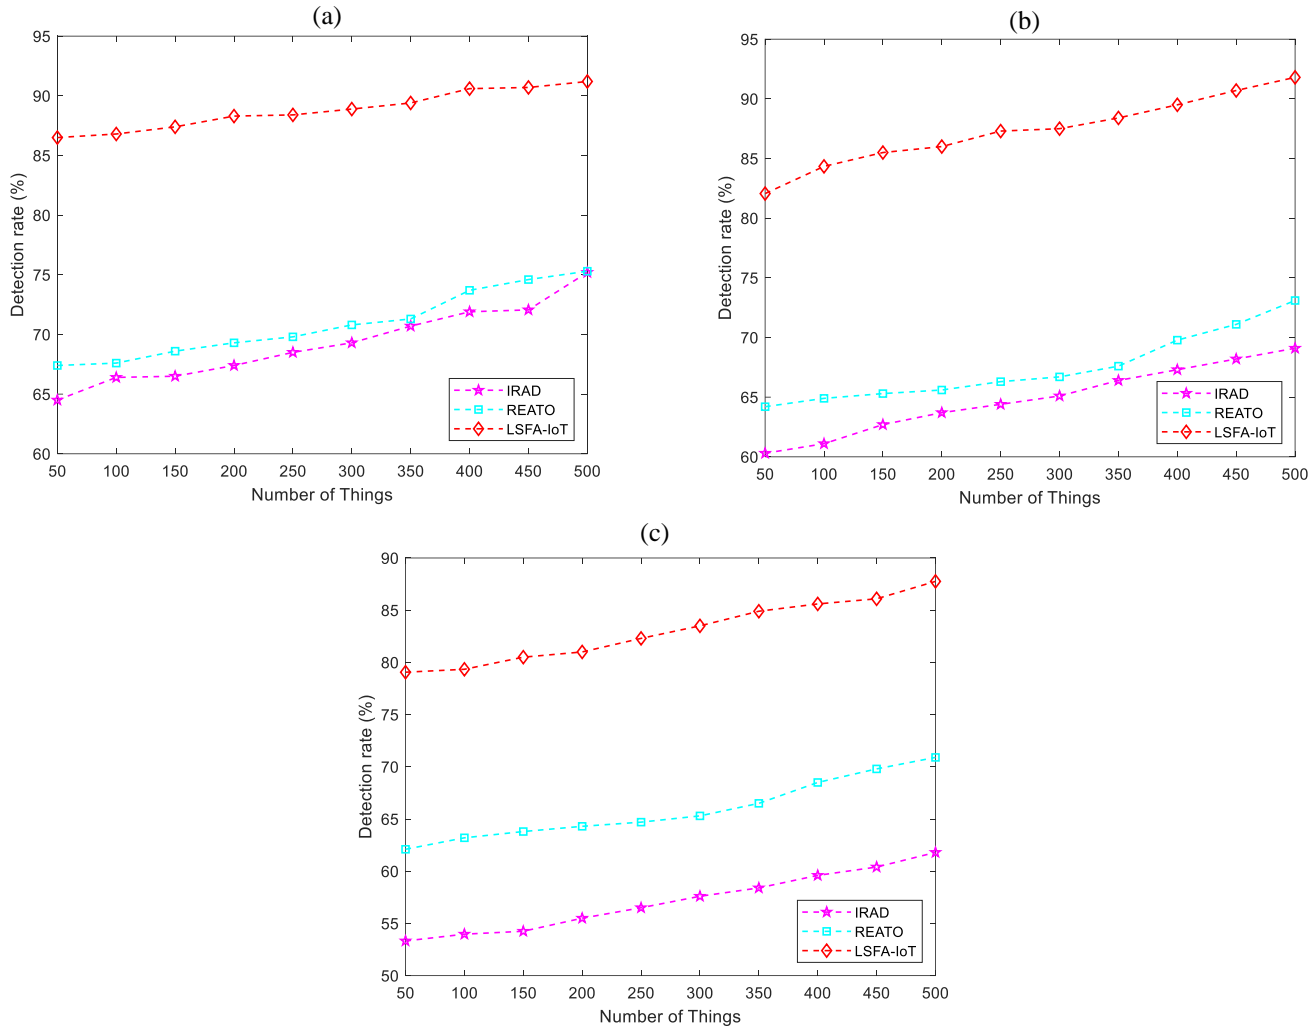 (a)
95
90
85
80
75
70
65
60
Detection rate (%)
50 100 150 200 250 300 350 400 450 500
Number of Things
IRAD
REATO
LSFA-IoT
(b)
95
90
85
80
75
70
65
60
Detection rate (%)
50 100 150 200 250 300 350 400 450 500
Number of Things
IRAD
REATO
LSFA-IoT
(c)
90
85
80
75
70
65
60
55
50
Detection rate (%)
50 100 150 200 250 300 350 400 450 500
Number of Things
IRAD
REATO
LSFA-IoT